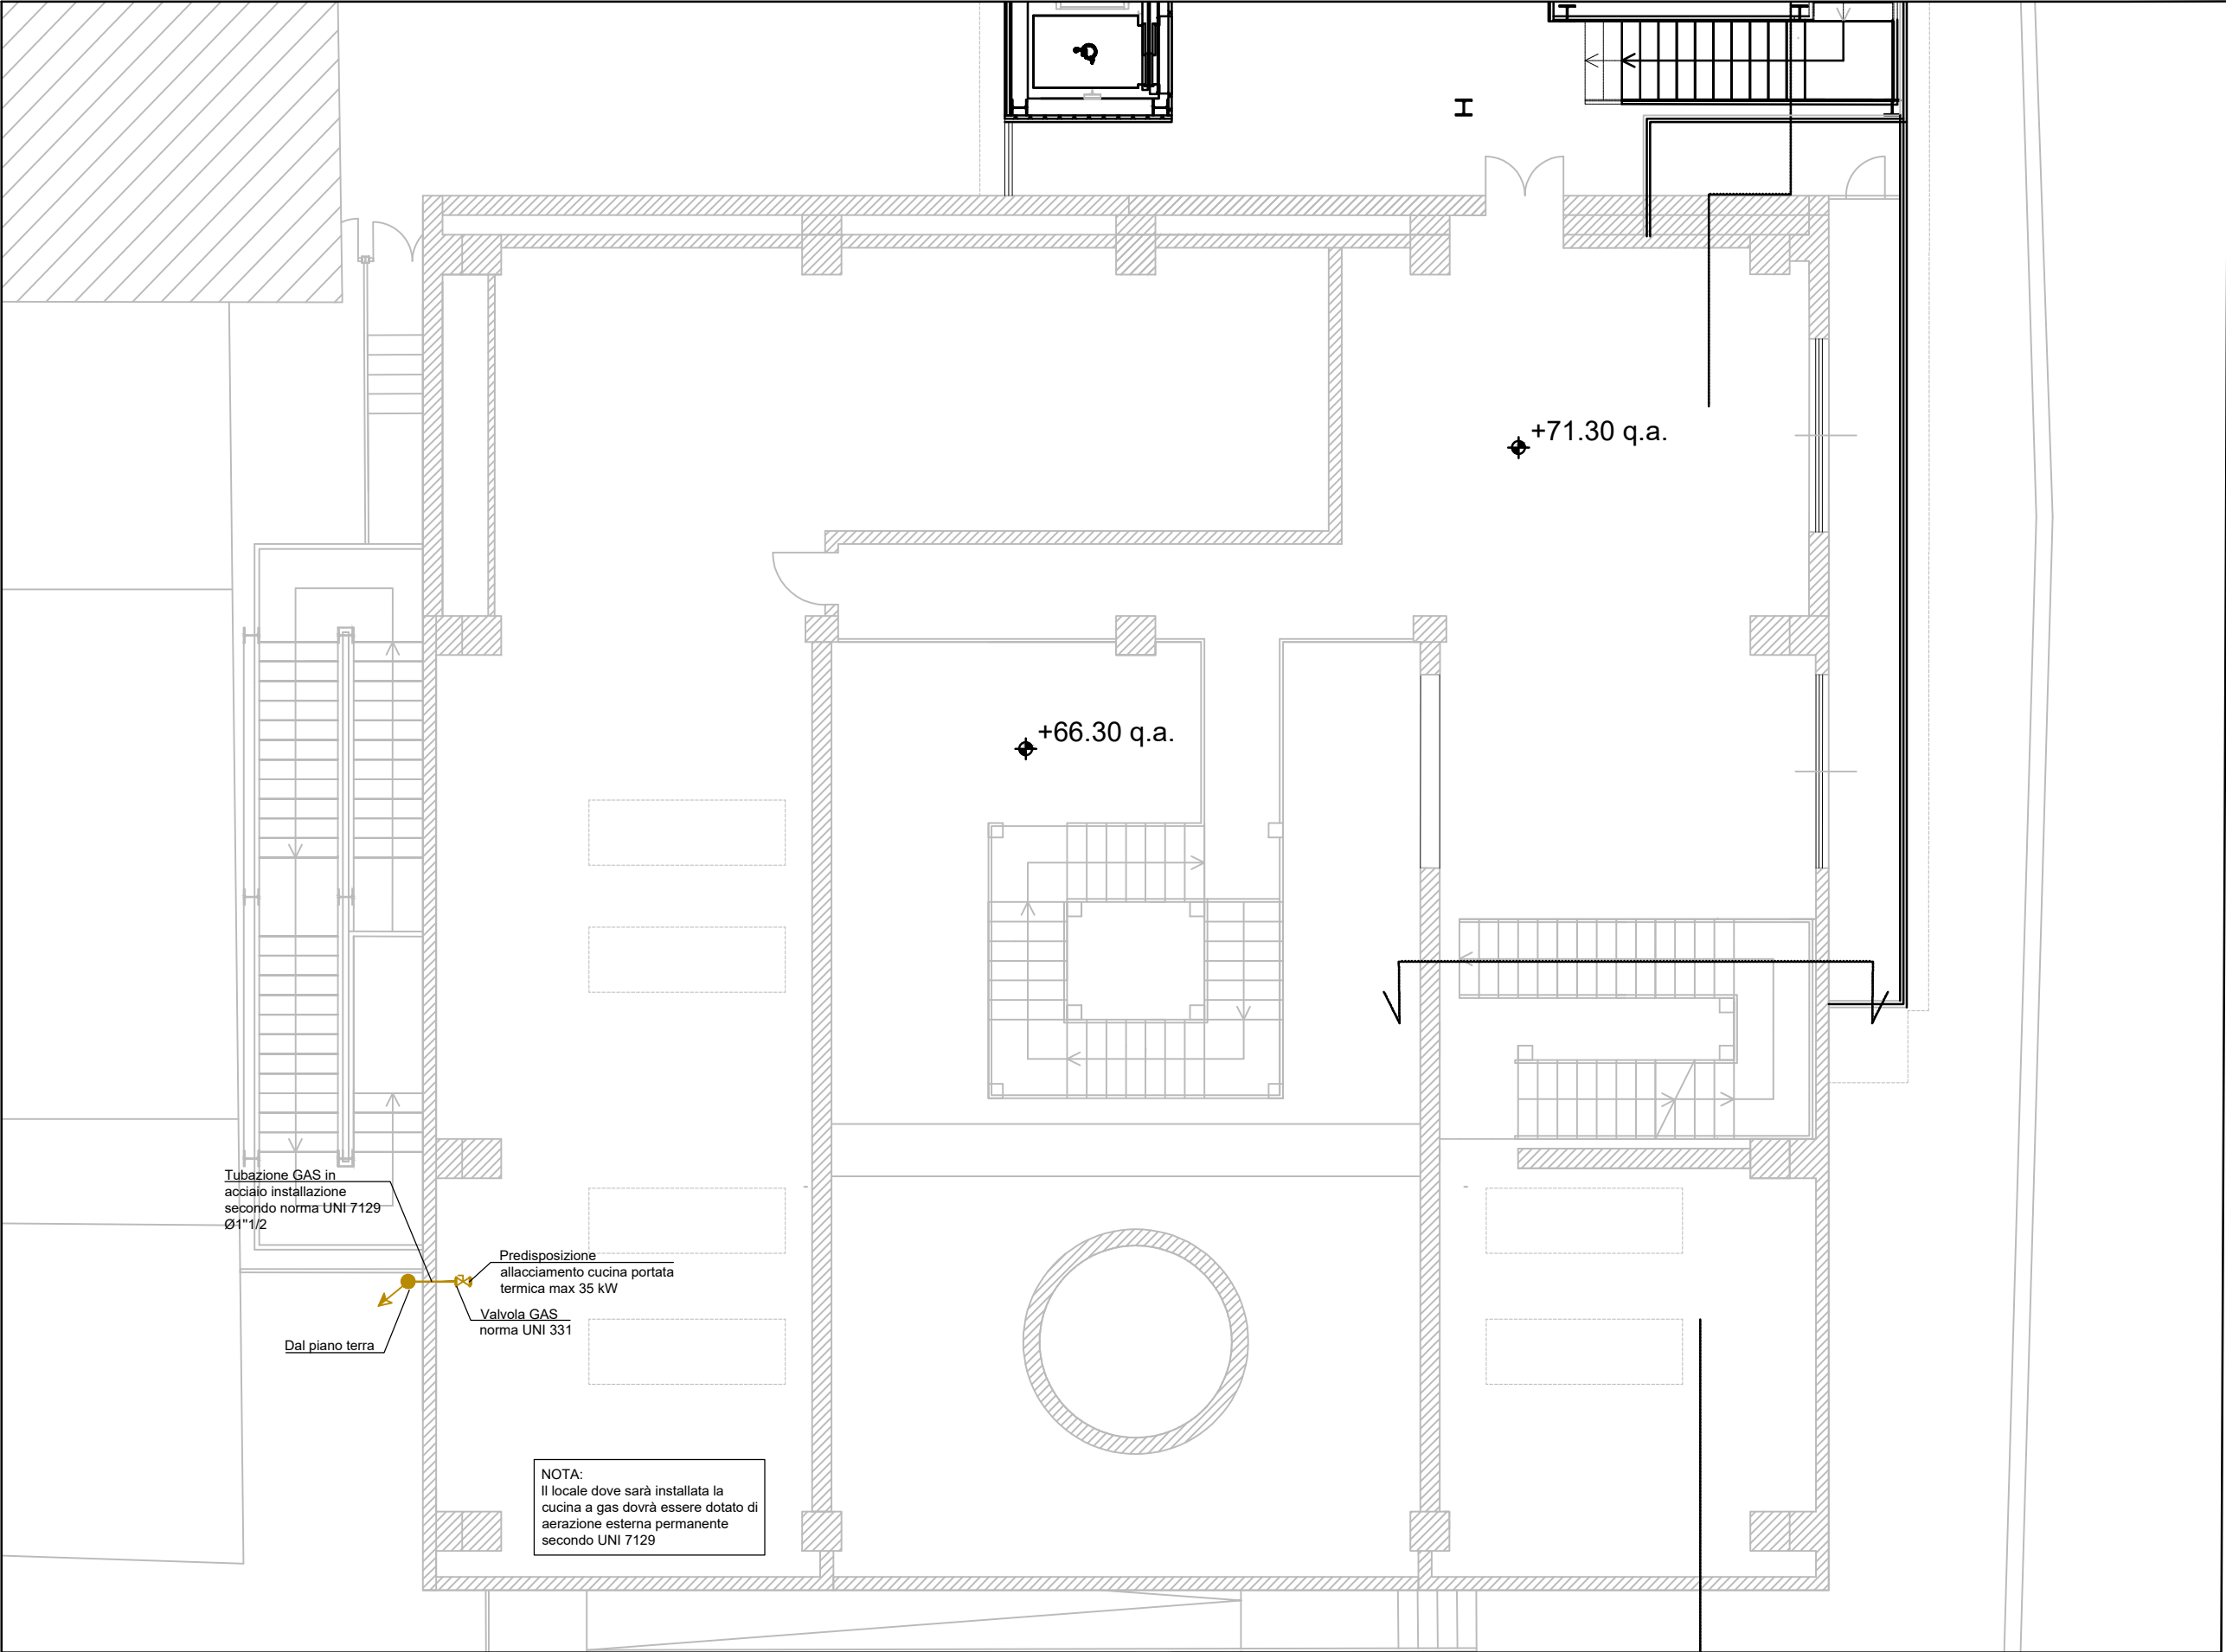 +71.30 q.a.
+66.30 q.a.
Tubazione GAS in
acciaio installazione
secondo norma UNI 7129
Ø1"1/2
Predisposizione
allacciamento cucina portata
termica max 35 kW
Valvola GAS
norma UNI 331
Dal piano terra
NOTA:
Il locale dove sarà installata la
cucina a gas dovrà essere dotato di
aerazione esterna permanente
secondo UNI 7129